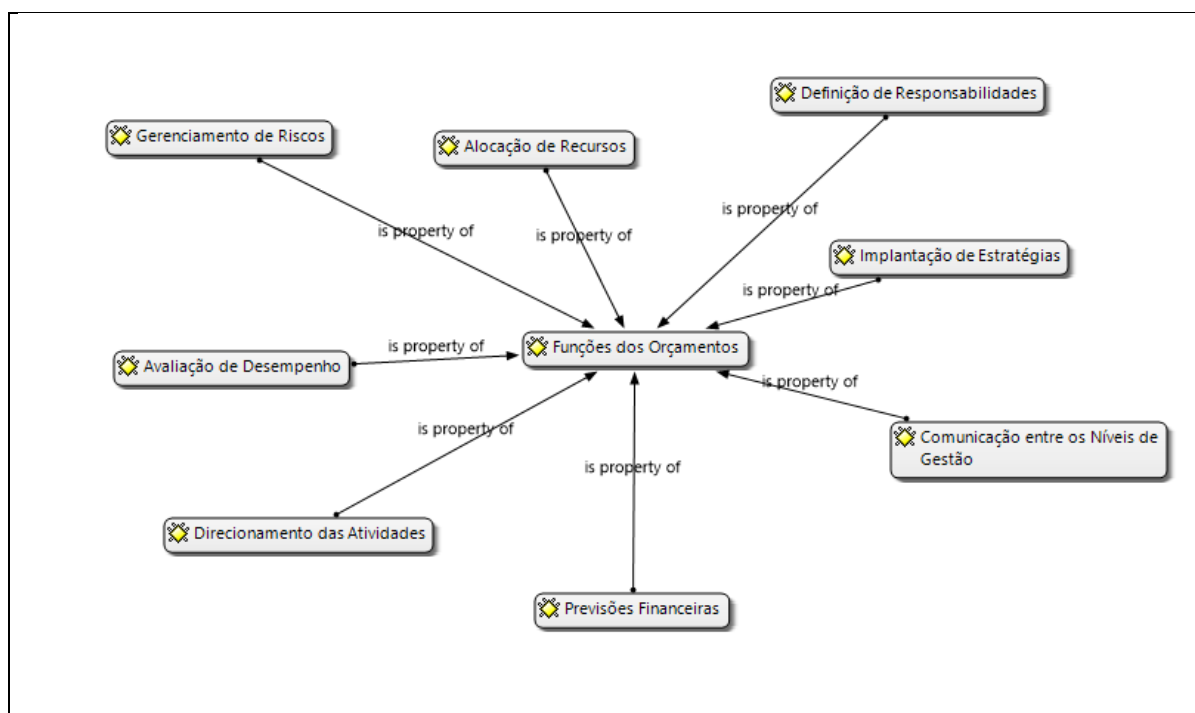 Definição de Responsabilidades
Gerenciamento de Riscos
Alocação de Recursos
is property of
is property of
is property of
Implantação de Estratégias
is property of
Funções dos Orçamentos
is property of
Avaliação de Desempenho
is property of
is property of
Comunicação entre os Níveis de
Gestão
is property of
Direcionamento das Atividades
Previsões Financeiras